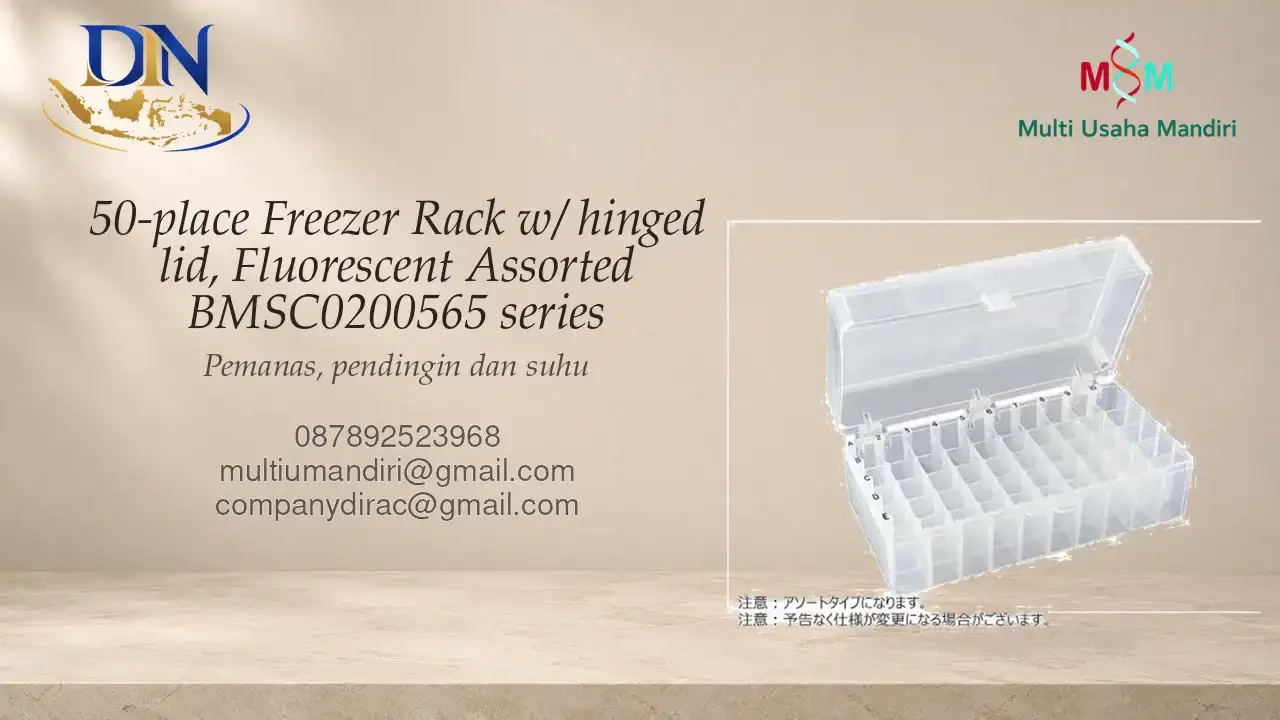 DIN
MSM
Multi Usaha Mandiri
50-place Freezer Rack w/ hinged
lid, Fluorescent Assorted
BMSC0200565 series
Pemanas, pendingin dan suhu
087892523968
multiumandiri@gmail.com
companydirac@gmail.com
注意：アソートタイプになります。
注意：予告なく仕様が変更になる場合がございます。